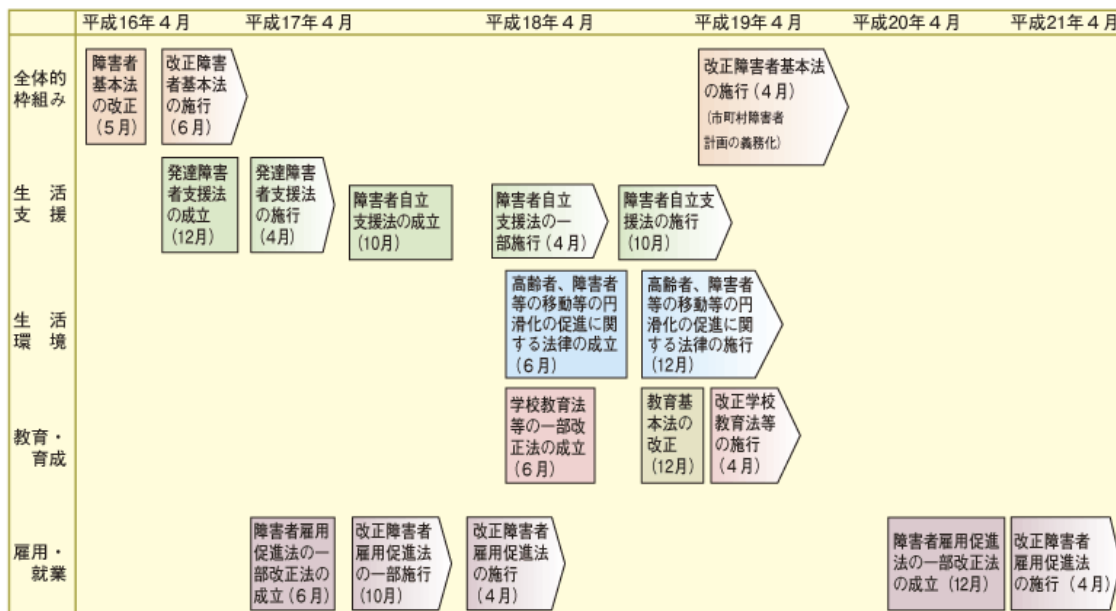 平成16年４月 平成17年４月 平成18年４月 平成19年４月 平成20年４月 平成21年４月
全体的
枠組み
障害者
基本法
の改正
（５月）
改正障害
者基本法
の施行
（６月）
改正障害者基本法
の施行（４月）
（市町村障害者
計画の義務化）
生　活
支　援
発達障害
者支援法
の成立
（12月）
発達障害
者支援法
の施行
（４月）
障害者自立
支援法の成立
（10月）
障害者自立
支援法の一
部施行（４月）
障害者自立支
援法の施行
（10月）
生　活
環　境
高齢者、障害者
等の移動等の円
滑化の促進に関
する法律の成立
（６月）
高齢者、障害者
等の移動等の円
滑化の促進に関
する法律の施行
（12月）
教育・
育成
学校教育法
等の一部改
正法の成立
（６月）
教育基
本法の
改正
（12月）
改正学校
教育法等
の施行
（４月）
雇用・
就業
障害者雇用
促進法の一
部改正法の
成立（６月）
改正障害者
雇用促進法
の一部施行
（10月）
改正障害者
雇用促進法
の施行
（４月）
障害者雇用促進
法の一部改正法
の成立（12月）
改正障害者
雇用促進法
の施行（４月）